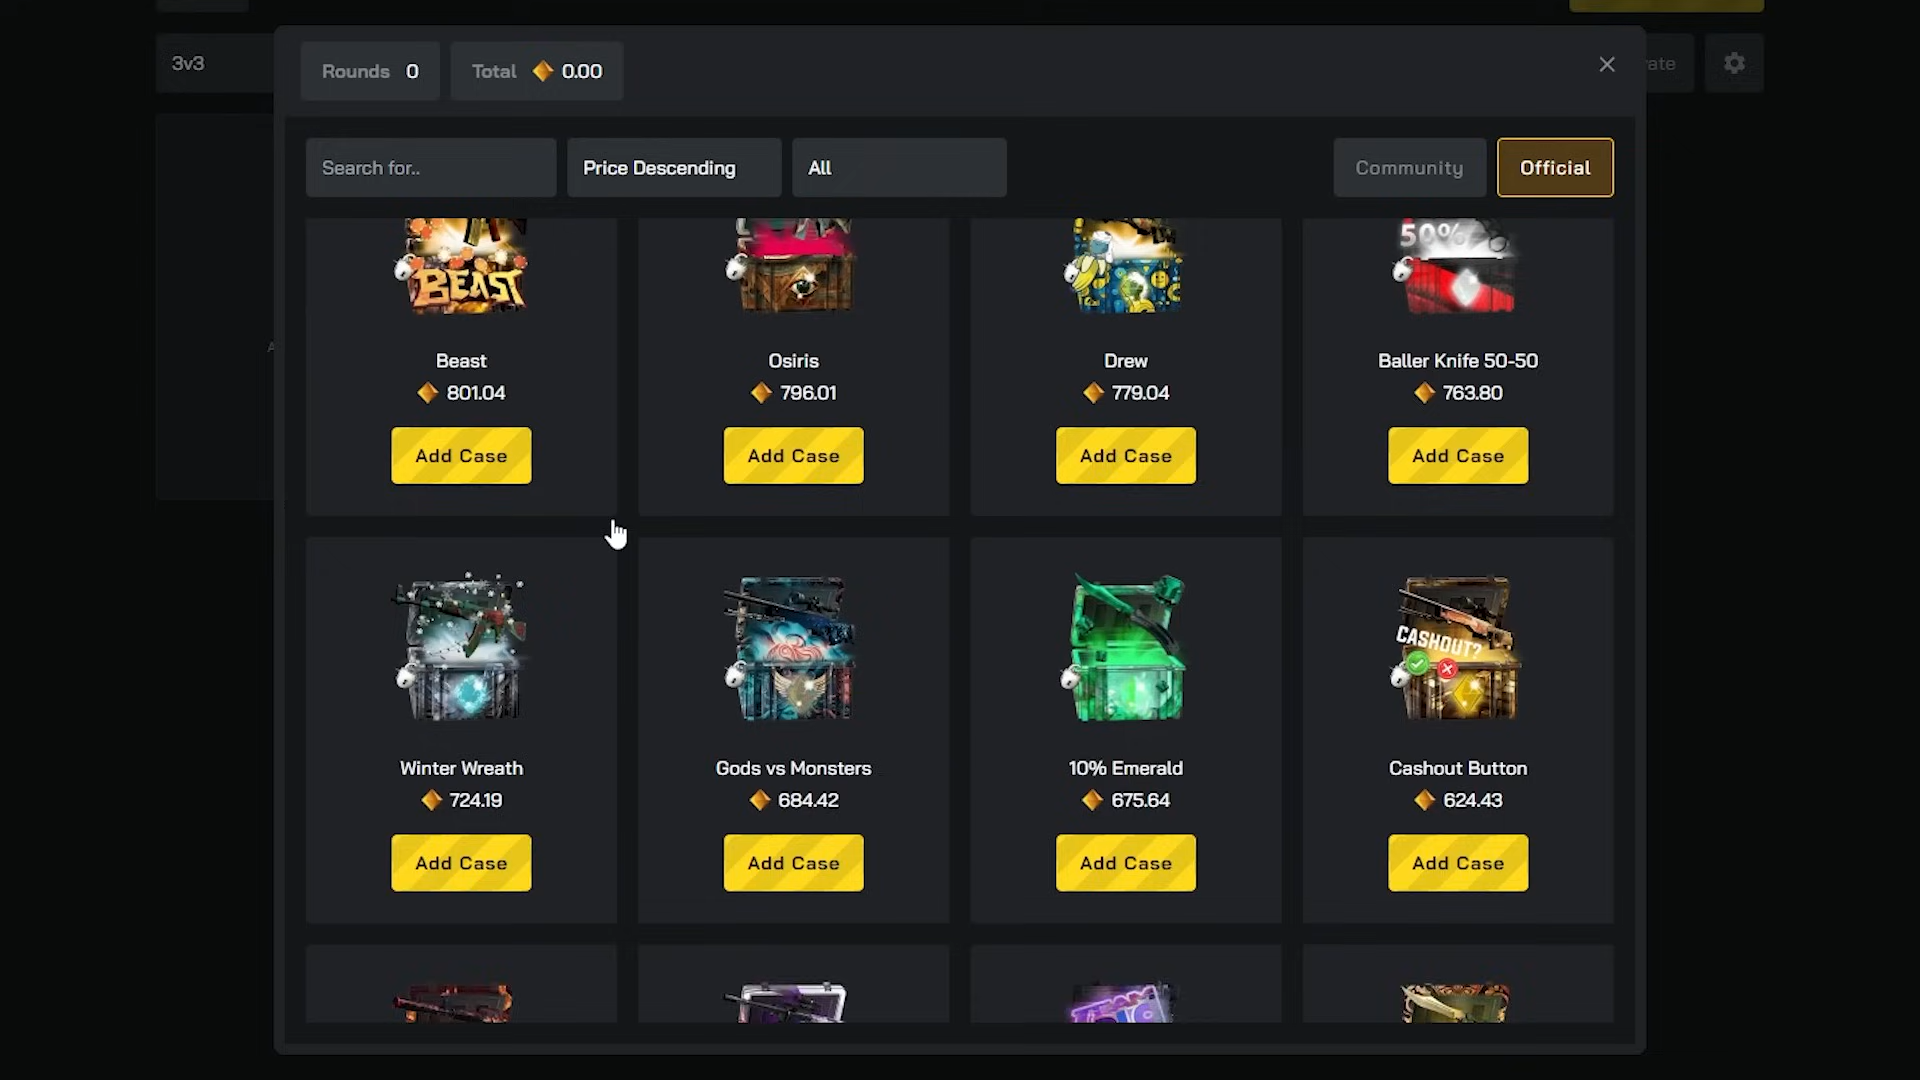 3v3
Rounds 0
Total 0.00
ate
Search for..
Price Descending
All
Community
Official
BEAST
50%
Beast
Osiris
Drew
Baller Knife 50-50
801.04
796.01
779.04
763.80
Add Case
Add Case
Add Case
Add Case
CASHOUT?
Winter Wreath
Gods vs Monsters
10% Emerald
Cashout Button
724.19
684.42
675.64
624.43
Add Case
Add Case
Add Case
Add Case